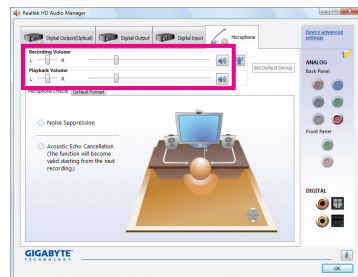 Realtek HD Audio Manager
Digital Output(Optical)
Digital Output
Digital Input
Microphone
Device advanced settings
Recording Volume
L R
Set Default Device
Playback Volume
L R
Microphone Effects
Default Format
Noise Suppression
Acoustic Echo Cancellation
(The function will become
valid starting from the next
recording.)
ANALOG
Back Panel
Front Panel
DIGITAL
GIGABYTE
TECHNOLOGY
OK